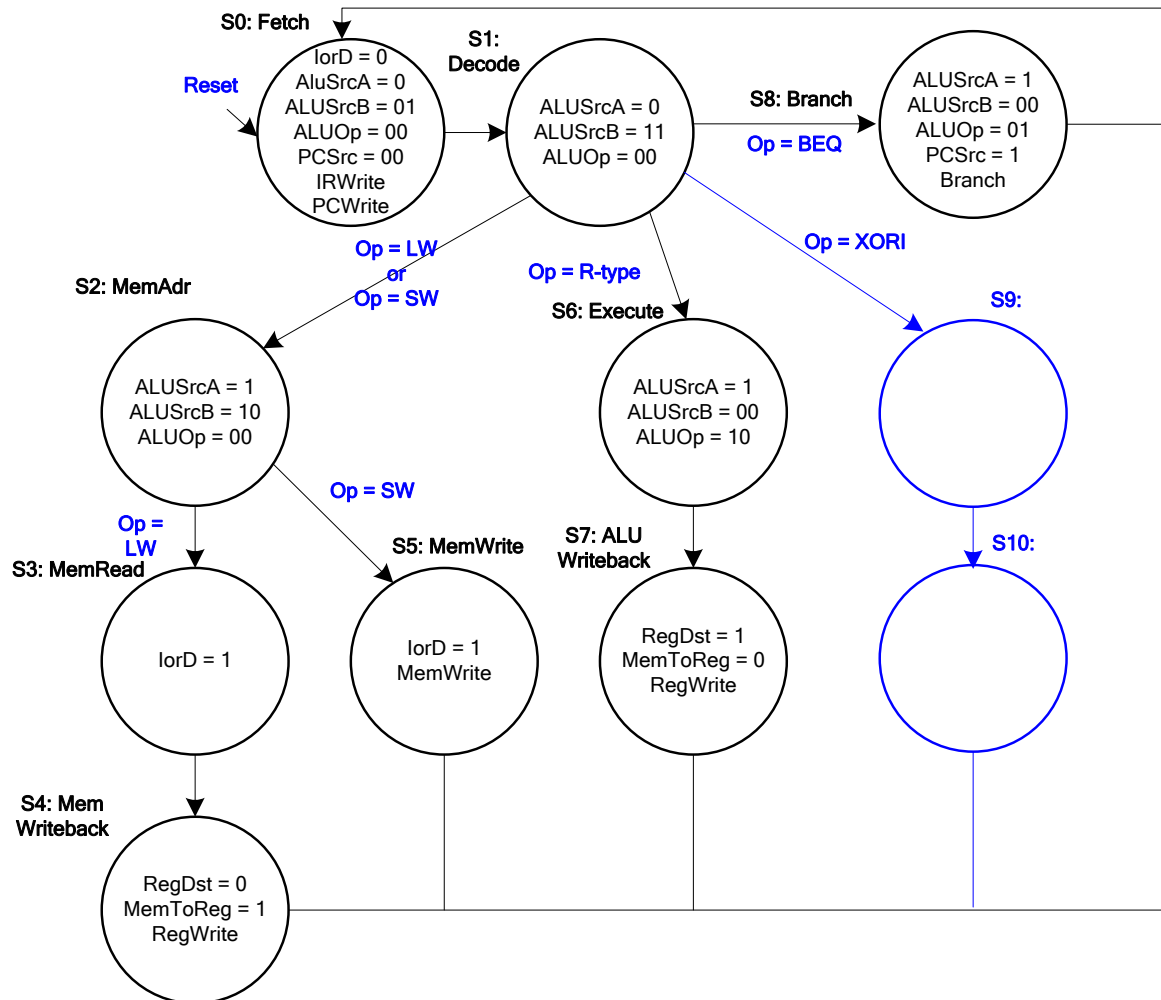 S0: Fetch
Reset
IorD = 0
AluSrcA = 0
ALUSrcB = 01
ALUOp = 00
PCSrc = 00
IRWrite
PCWrite
S1:
Decode
ALUSrcA = 0
ALUSrcB = 11
ALUOp = 00
S8: Branch
Op = BEQ
ALUSrcA = 1
ALUSrcB = 00
ALUOp = 01
PCSrc = 1
Branch
Op = LW
or
Op = SW
Op = R-type
Op = XORI
S2: MemAdr
ALUSrcA = 1
ALUSrcB = 10
ALUOp = 00
S6: Execute
ALUSrcA = 1
ALUSrcB = 00
ALUOp = 10
S9:
Op =
LW
Op = SW
S3: MemRead
IorD = 1
S5: MemWrite
IorD = 1
MemWrite
S7: ALU
Writeback
RegDst = 1
MemToReg = 0
RegWrite
S10:
S4: Mem
Writeback
RegDst = 0
MemToReg = 1
RegWrite